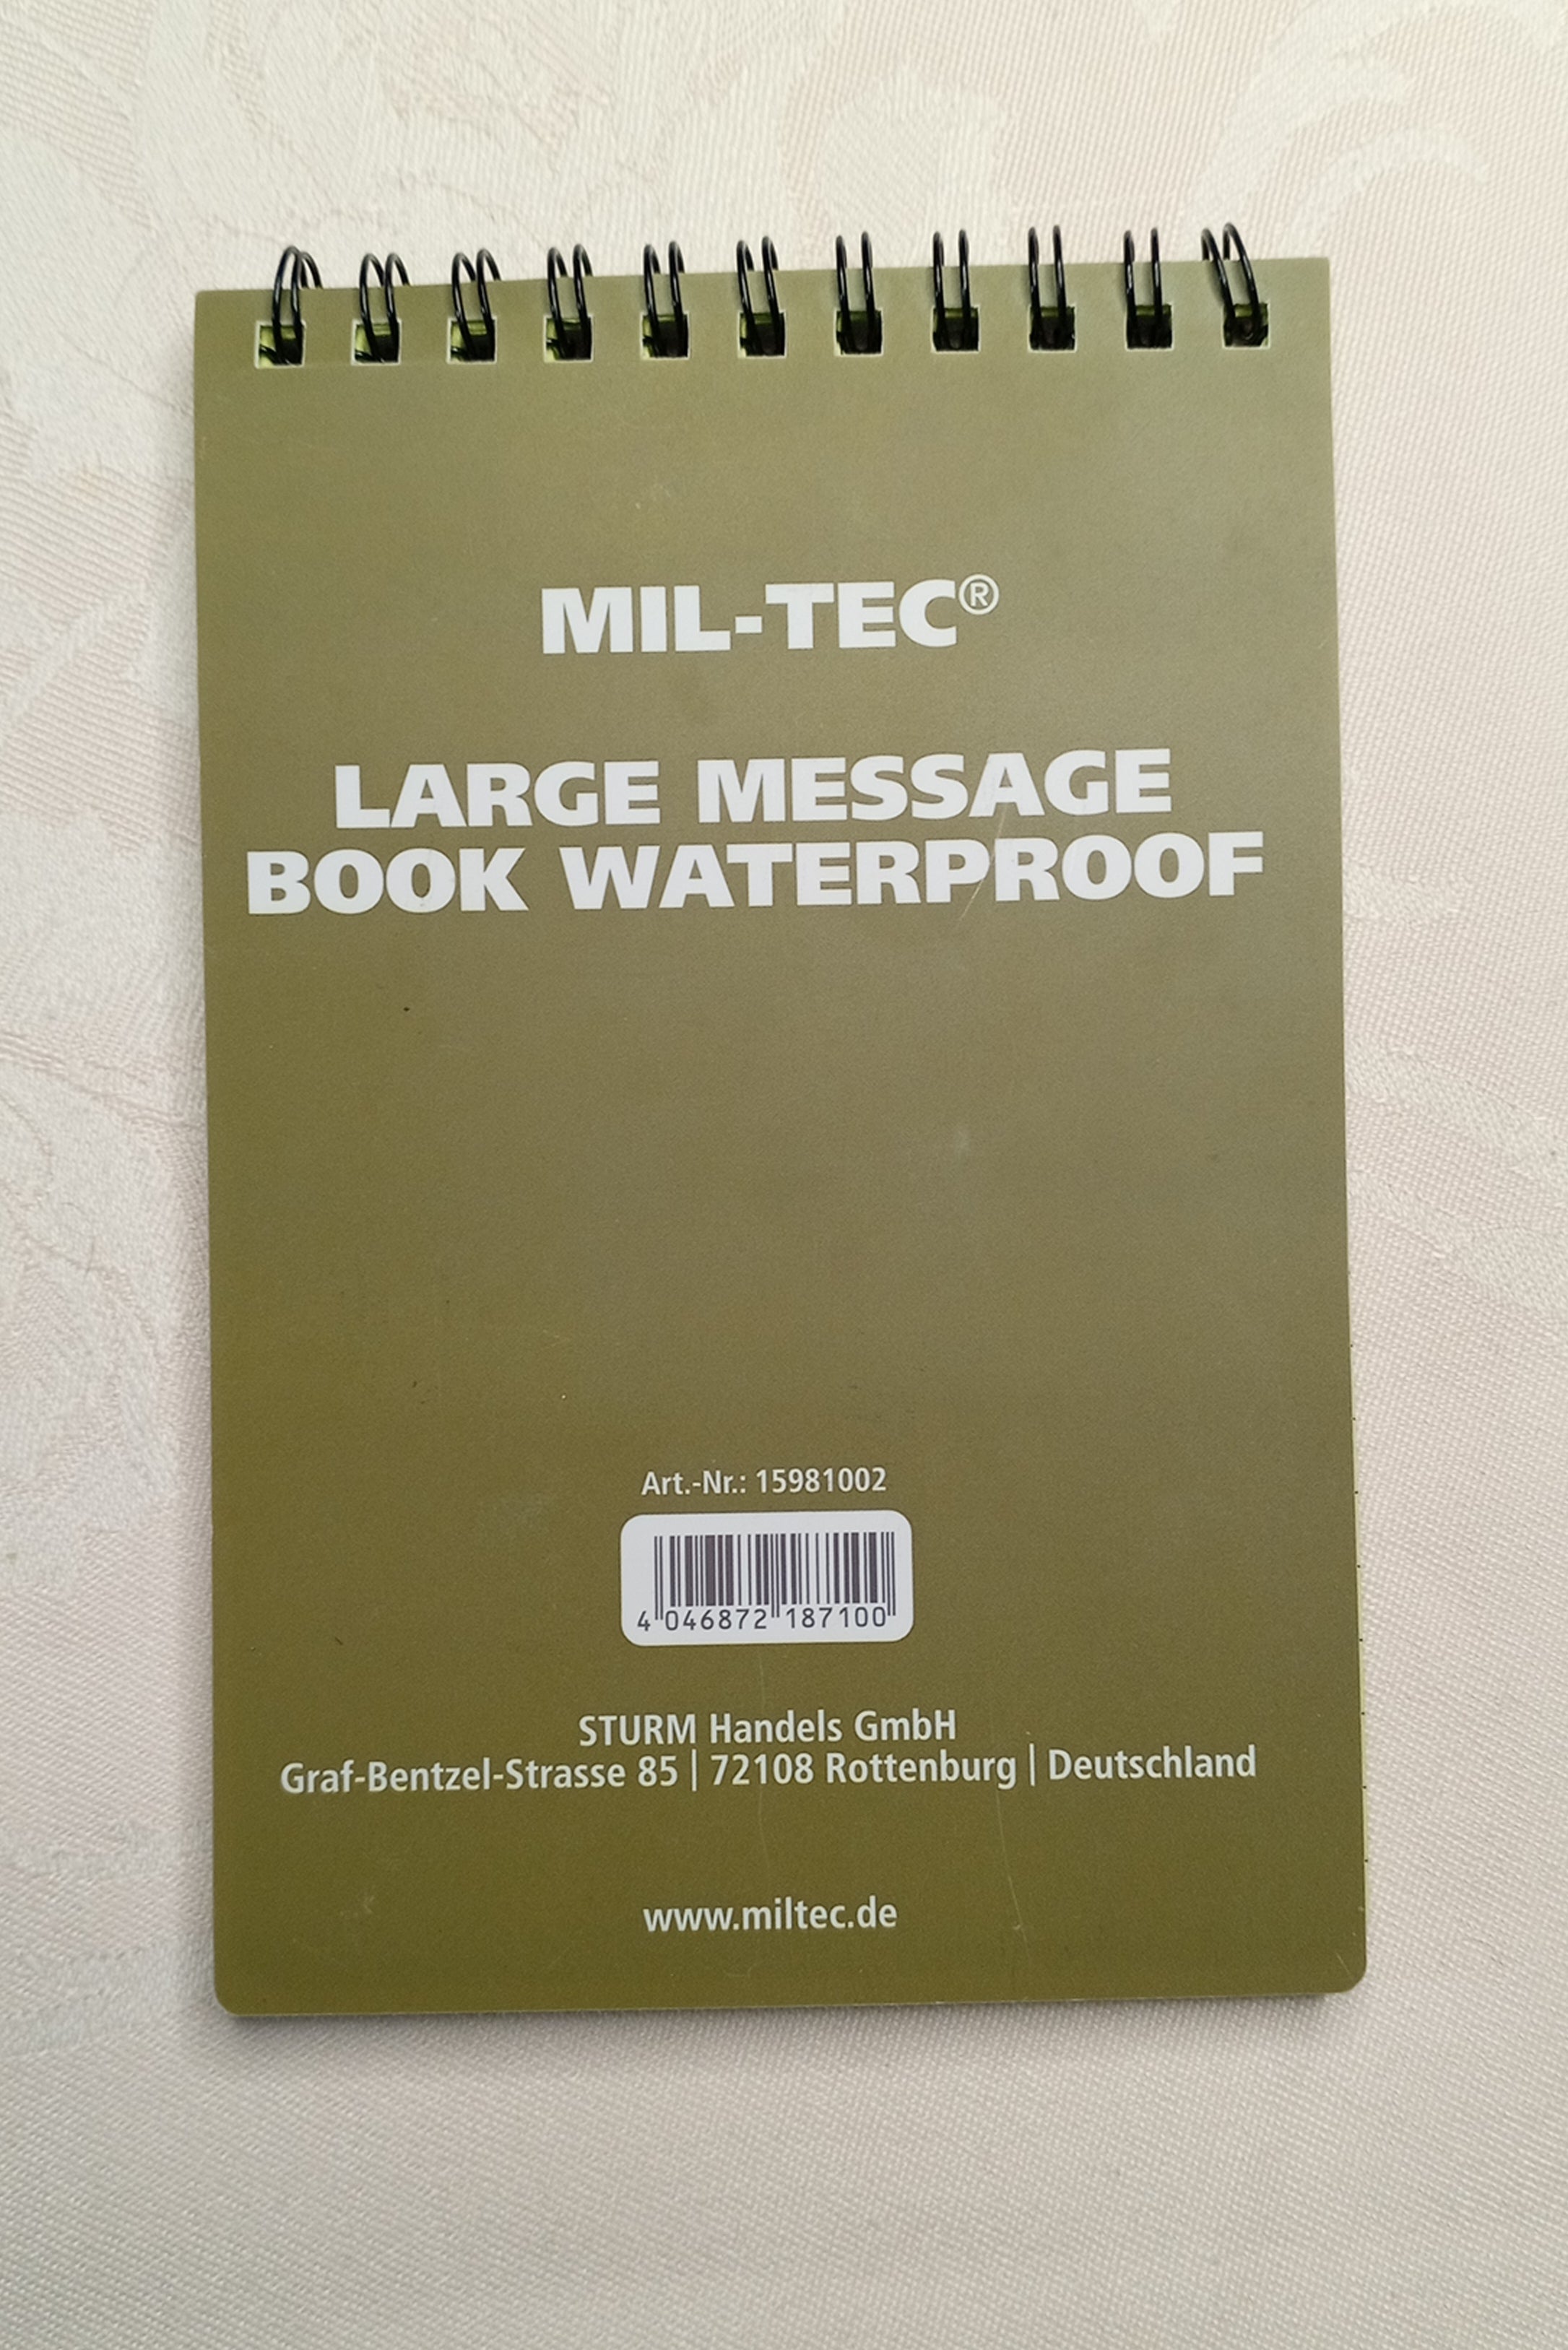 MIL-TEC®
LARGE MESSAGE
BOOK WATERPROOF
Art.-Nr.: 15981002
4 046872 187100
STURM Handels GmbH
Graf-Bentzel-Strasse 85 | 72108 Rottenburg | Deutschland
www.miltec.de